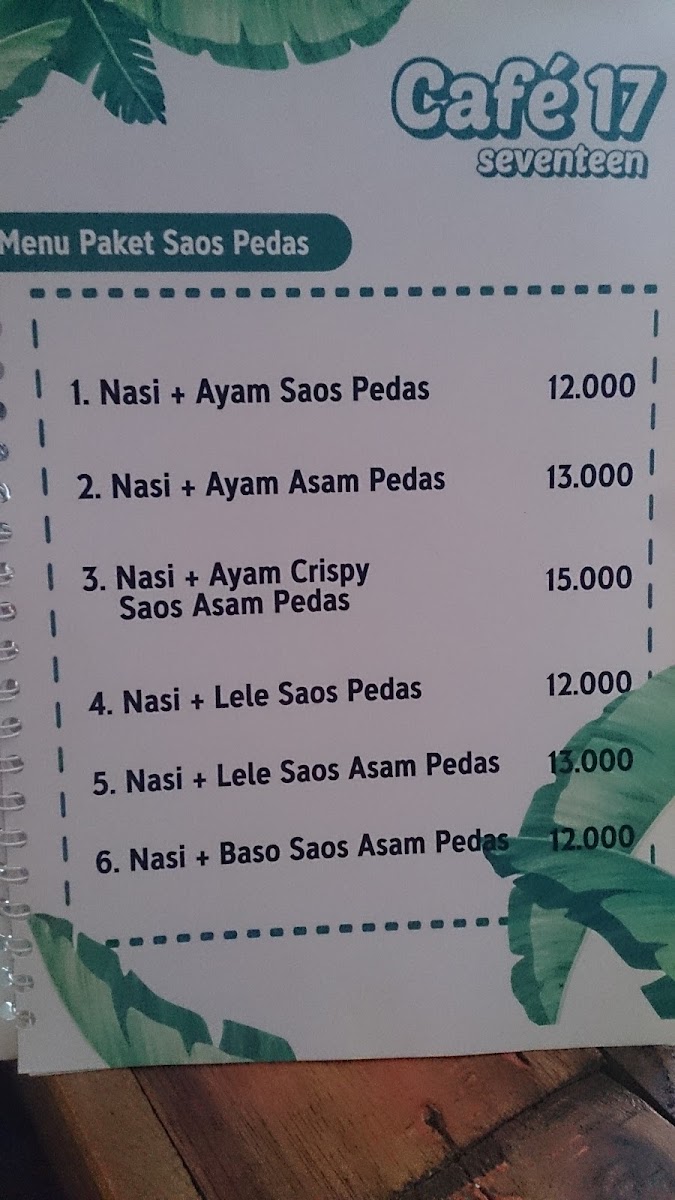 Café 17
seventeen
Menu Paket Saos Pedas
1. Nasi + Ayam Saos Pedas 12.000
2. Nasi + Ayam Asam Pedas 13.000
3. Nasi + Ayam Crispy 15.000
Saos Asam Pedas
4. Nasi + Lele Saos Pedas 12.000
5. Nasi + Lele Saos Asam Pedas 13.000
6. Nasi + Baso Saos Asam Pedas 12.000